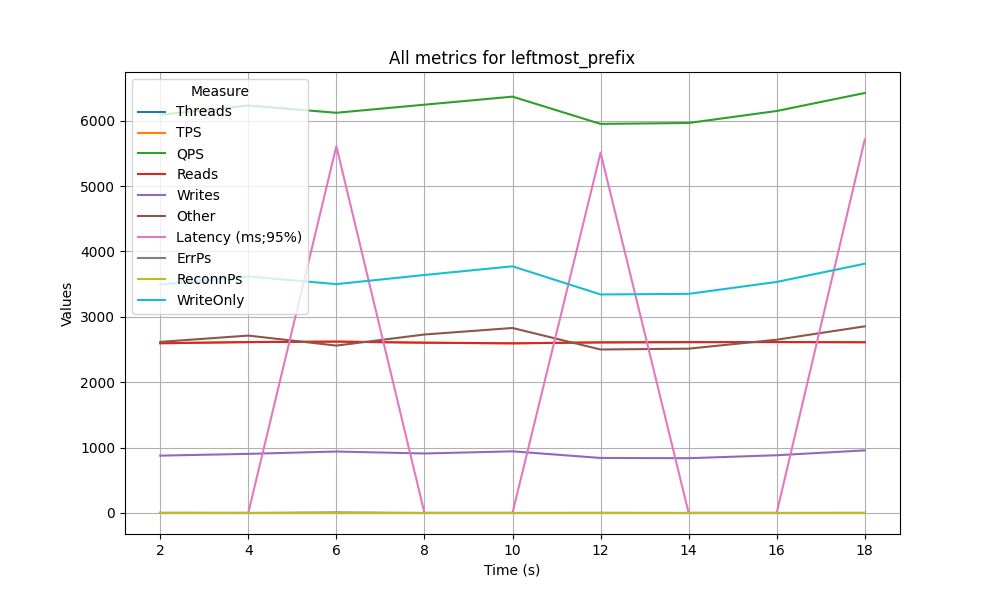 All metrics for leftmost_prefix
Measure
Threads
TPS
QPS
Reads
Writes
Other
Latency (ms;95%)
ErrPs
ReconnPs
WriteOnly
Values
6000
5000
4000
3000
2000
1000
0
2 4 6 8 10 12 14 16 18
Time (s)